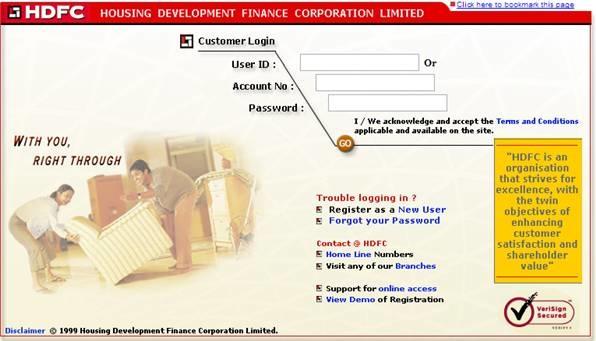 HDFC HOUSING DEVELOPMENT FINANCE CORPORATION LIMITED
Click here to bookmark this page
Customer Login
User ID : Or
Account No :
Password :
I / We acknowledge and accept the Terms and Conditions
applicable and available on the site.
GO
WITH YOU,
RIGHT THROUGH
"HDFC is an
organisation
that strives for
excellence, with
the twin
objectives of
enhancing
customer
satisfaction and
shareholder
value"
Trouble logging in ?
Register as a New User
Forgot your Password
Contact @ HDFC
Home Line Numbers
Visit any of our Branches
Support for online access
View Demo of Registration
VeriSign
Secured
VERIFY
Disclaimer © 1999 Housing Development Finance Corporation Limited.